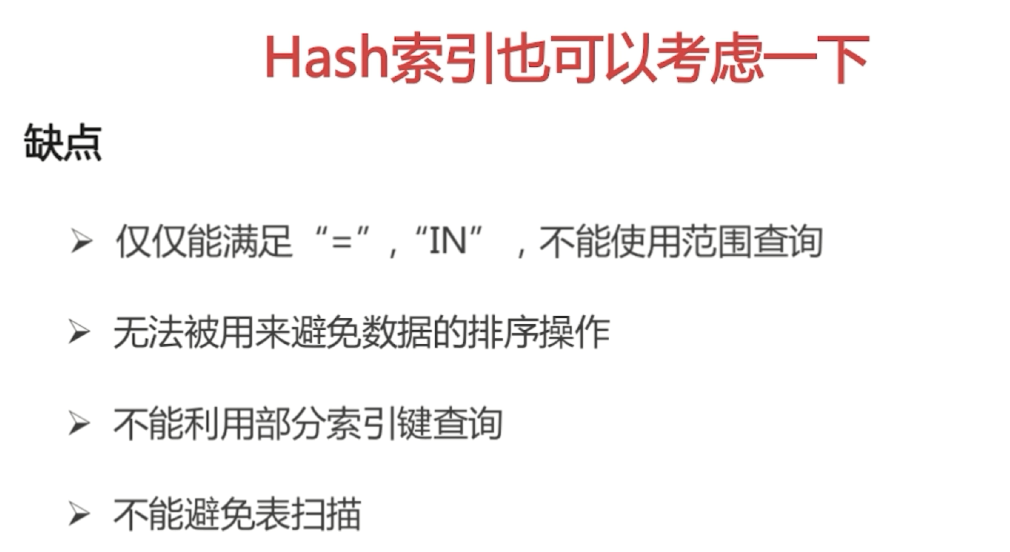 Hash索引也可以考虑一下
缺点
➢ 仅仅能满足“=”,“IN”,不能使用范围查询
➢ 无法被用来避免数据的排序操作
➢ 不能利用部分索引键查询
➢ 不能避免表扫描